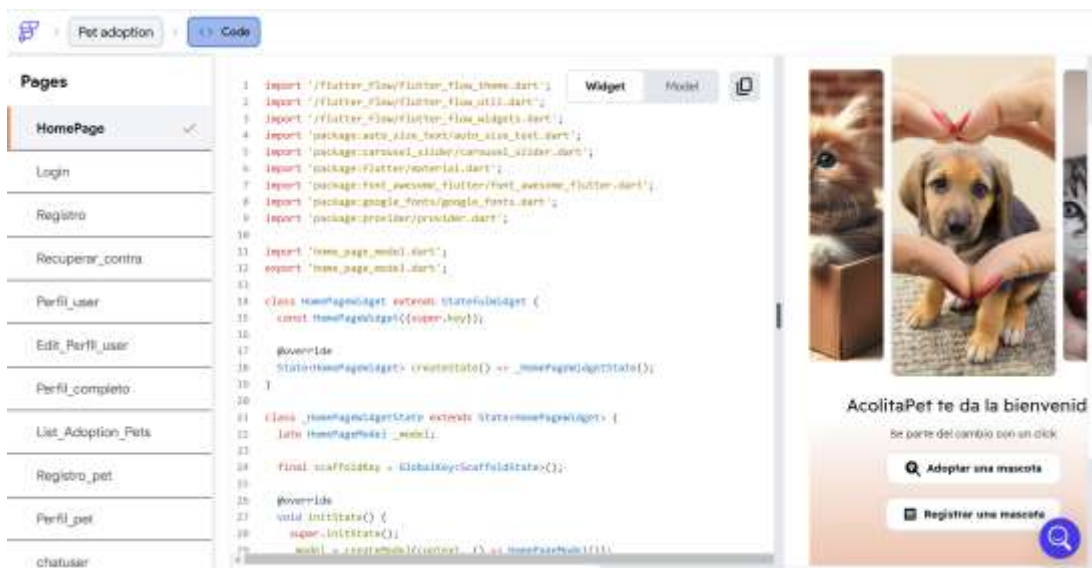 Pet adoption
<> Code
Pages
HomePage
Login
Registro
Recuperar_contra
Perfil_user
Edit_Perfil_user
Perfil_completo
List_Adoption_Pets
Registro_pet
Perfil_pet
chatuser
Widget
Model
1 import '/flutter_flow/flutter_flow_theme.dart';
2 import '/flutter_flow/flutter_flow_util.dart';
3 import '/flutter_flow/flutter_flow_widgets.dart';
4 import 'package:auto_size_text/auto_size_text.dart';
5 import 'package:carousel_slider/carousel_slider.dart';
6 import 'package:flutter/material.dart';
7 import 'package:font_awesome_flutter/font_awesome_flutter.dart';
8 import 'package:google_fonts/google_fonts.dart';
9 import 'package:provider/provider.dart';
10
11 import 'home_page_model.dart';
12 export 'home_page_model.dart';
13
14 class HomePageWidget extends StatefulWidget {
15 const HomePageWidget({super.key});
16
17 @override
18 State<HomePageWidget> createState() => _HomePageWidgetState();
19 }
20
21 class _HomePageWidgetState extends State<HomePageWidget> {
22 late HomePageModel _model;
23
24 final scaffoldKey = GlobalKey<ScaffoldState>();
25
26 @override
27 void initState() {
28 super.initState();
29 _model = createModel(context, () => HomePageModel());
AcolitaPet te da la bienvenid
Se parte del cambio con un click
Adoptar una mascota
Registrar una mascota